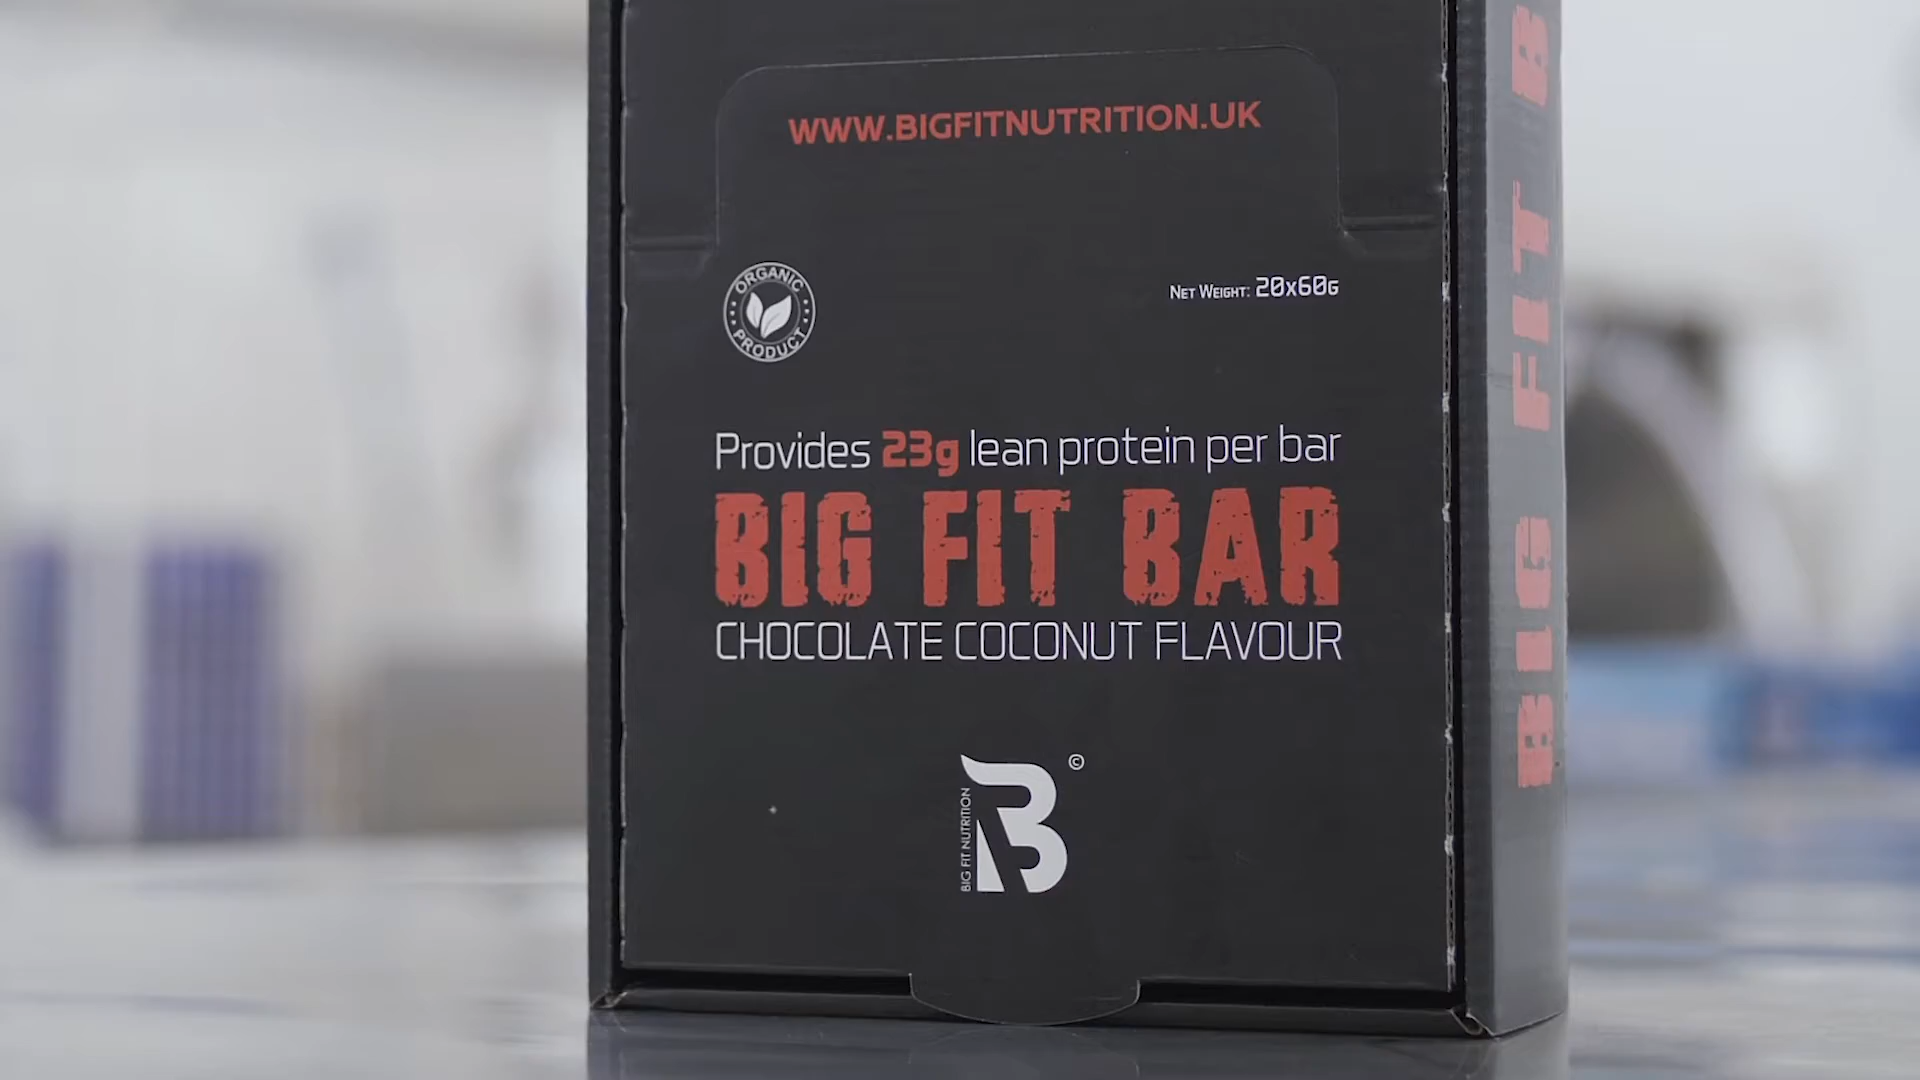 WWW.BIGFITNUTRITION.UK
ORGANIC
PRODUCT
NET WEIGHT: 20x60G
Provides 23g lean protein per bar
BIG FIT BAR
CHOCOLATE COCONUT FLAVOUR
©
BIG FIT NUTRITION
B
BIG FIT B